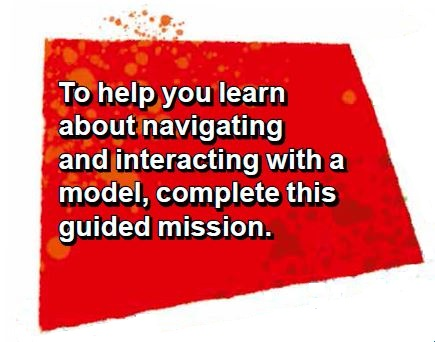 To help you learn
about navigating
and interacting with a
model, complete this
guided mission.